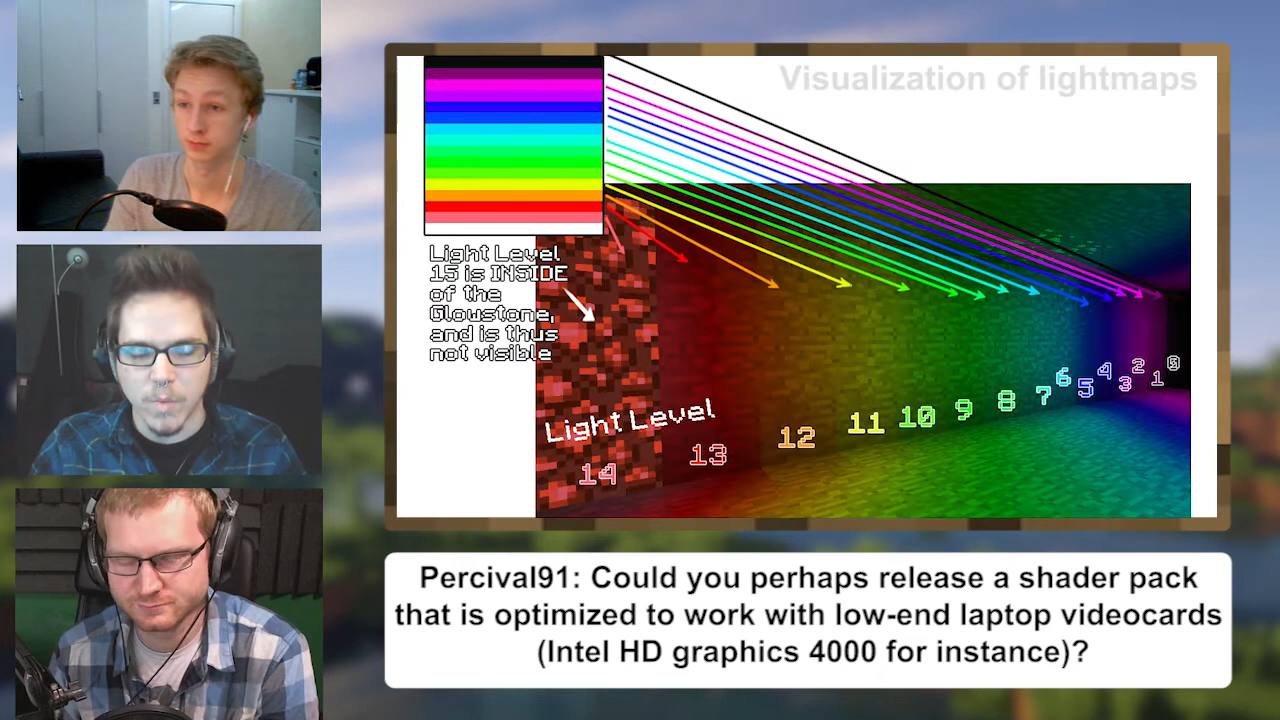 Visualization of lightmaps
Light Level
15 is INSIDE
of the
Glowstone,
and is thus
not visible
Light Level
14
13
12
11
10
9
8
7
6
5
4
3
2
1
0
Percival91: Could you perhaps release a shader pack
that is optimized to work with low-end laptop videocards
(Intel HD graphics 4000 for instance)?